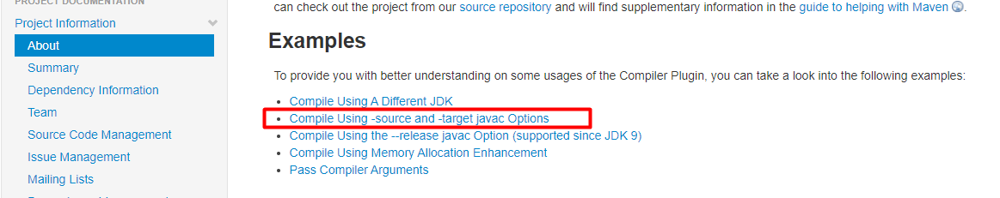 PROJECT DOCUMENTATION
Project Information
About
Summary
Dependency Information
Team
Source Code Management
Issue Management
Mailing Lists
can check out the project from our source repository and will find supplementary information in the guide to helping with Maven.
Examples
To provide you with better understanding on some usages of the Compiler Plugin, you can take a look into the following examples:
Compile Using A Different JDK
Compile Using -source and -target javac Options
Compile Using the --release javac Option (supported since JDK 9)
Compile Using Memory Allocation Enhancement
Pass Compiler Arguments